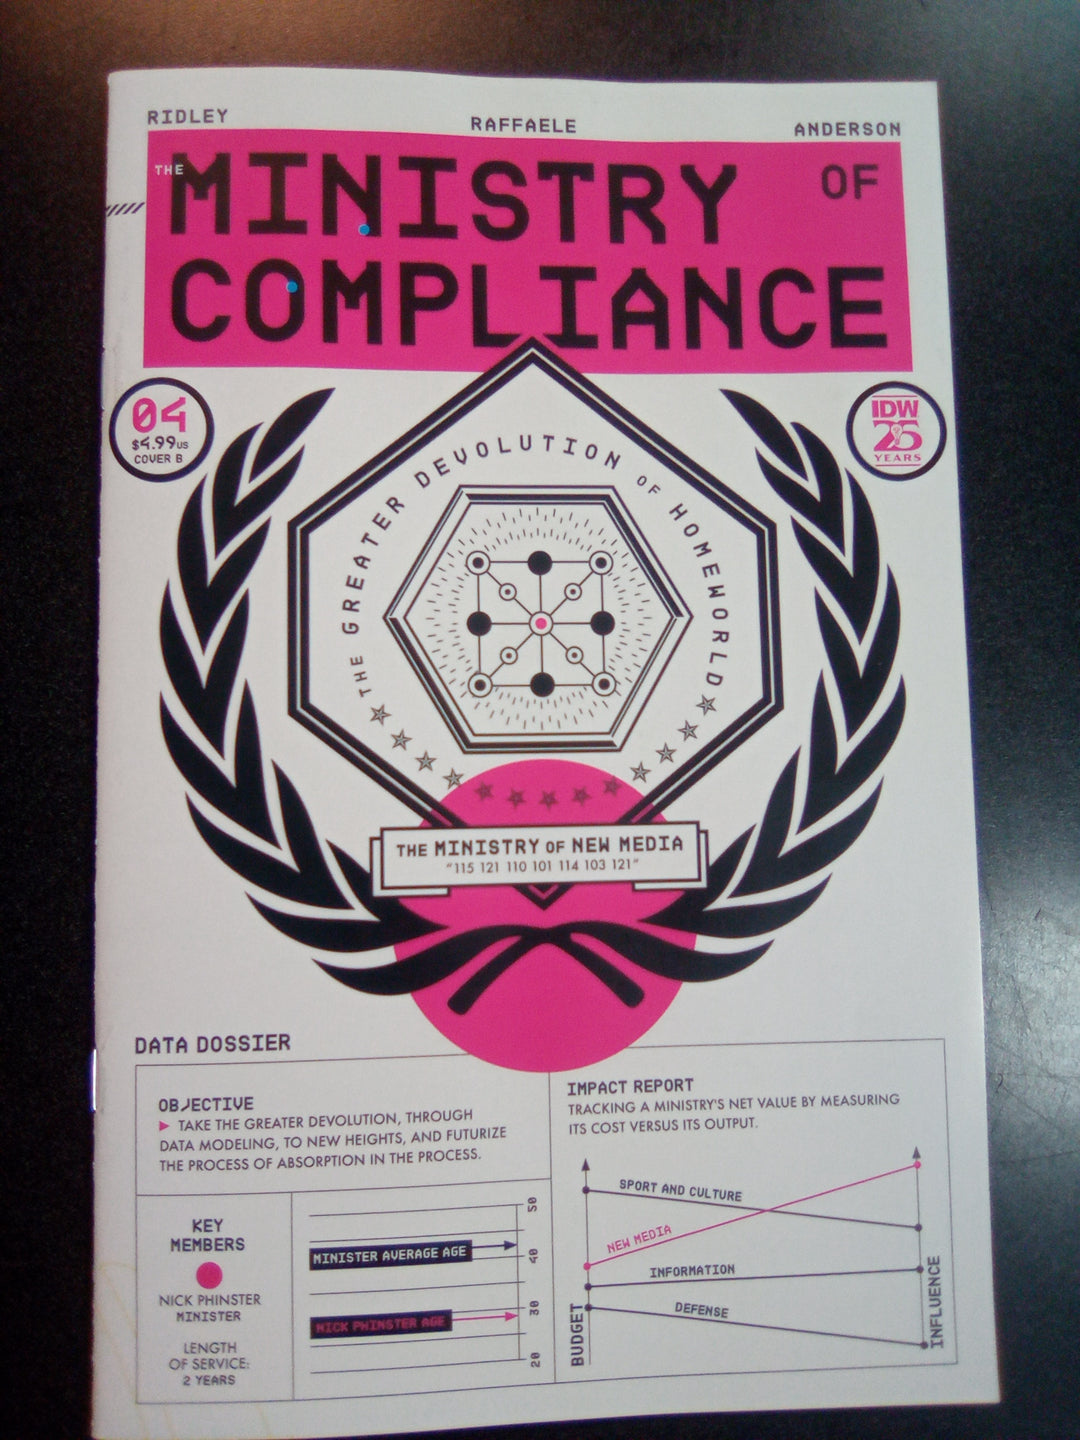 RIDLEY RAFFAELE ANDERSON
THE MINISTRY OF
COMPLIANCE
04
$4.99US
COVER B
IDW
25
YEARS
THE GREATER DEVOLUTION OF HOMEWORLD
THE MINISTRY OF NEW MEDIA
"115 121 110 101 114 103 121"
DATA DOSSIER
OBJECTIVE
TAKE THE GREATER DEVOLUTION, THROUGH
DATA MODELING, TO NEW HEIGHTS, AND FUTURIZE
THE PROCESS OF ABSORPTION IN THE PROCESS.
KEY
MEMBERS
NICK PHINSTER
MINISTER
LENGTH
OF SERVICE:
2 YEARS
50
MINISTER AVERAGE AGE
40
NICK PHINSTER AGE
30
20
IMPACT REPORT
TRACKING A MINISTRY'S NET VALUE BY MEASURING
ITS COST VERSUS ITS OUTPUT.
SPORT AND CULTURE
NEW MEDIA
INFORMATION
DEFENSE
BUDGET
INFLUENCE